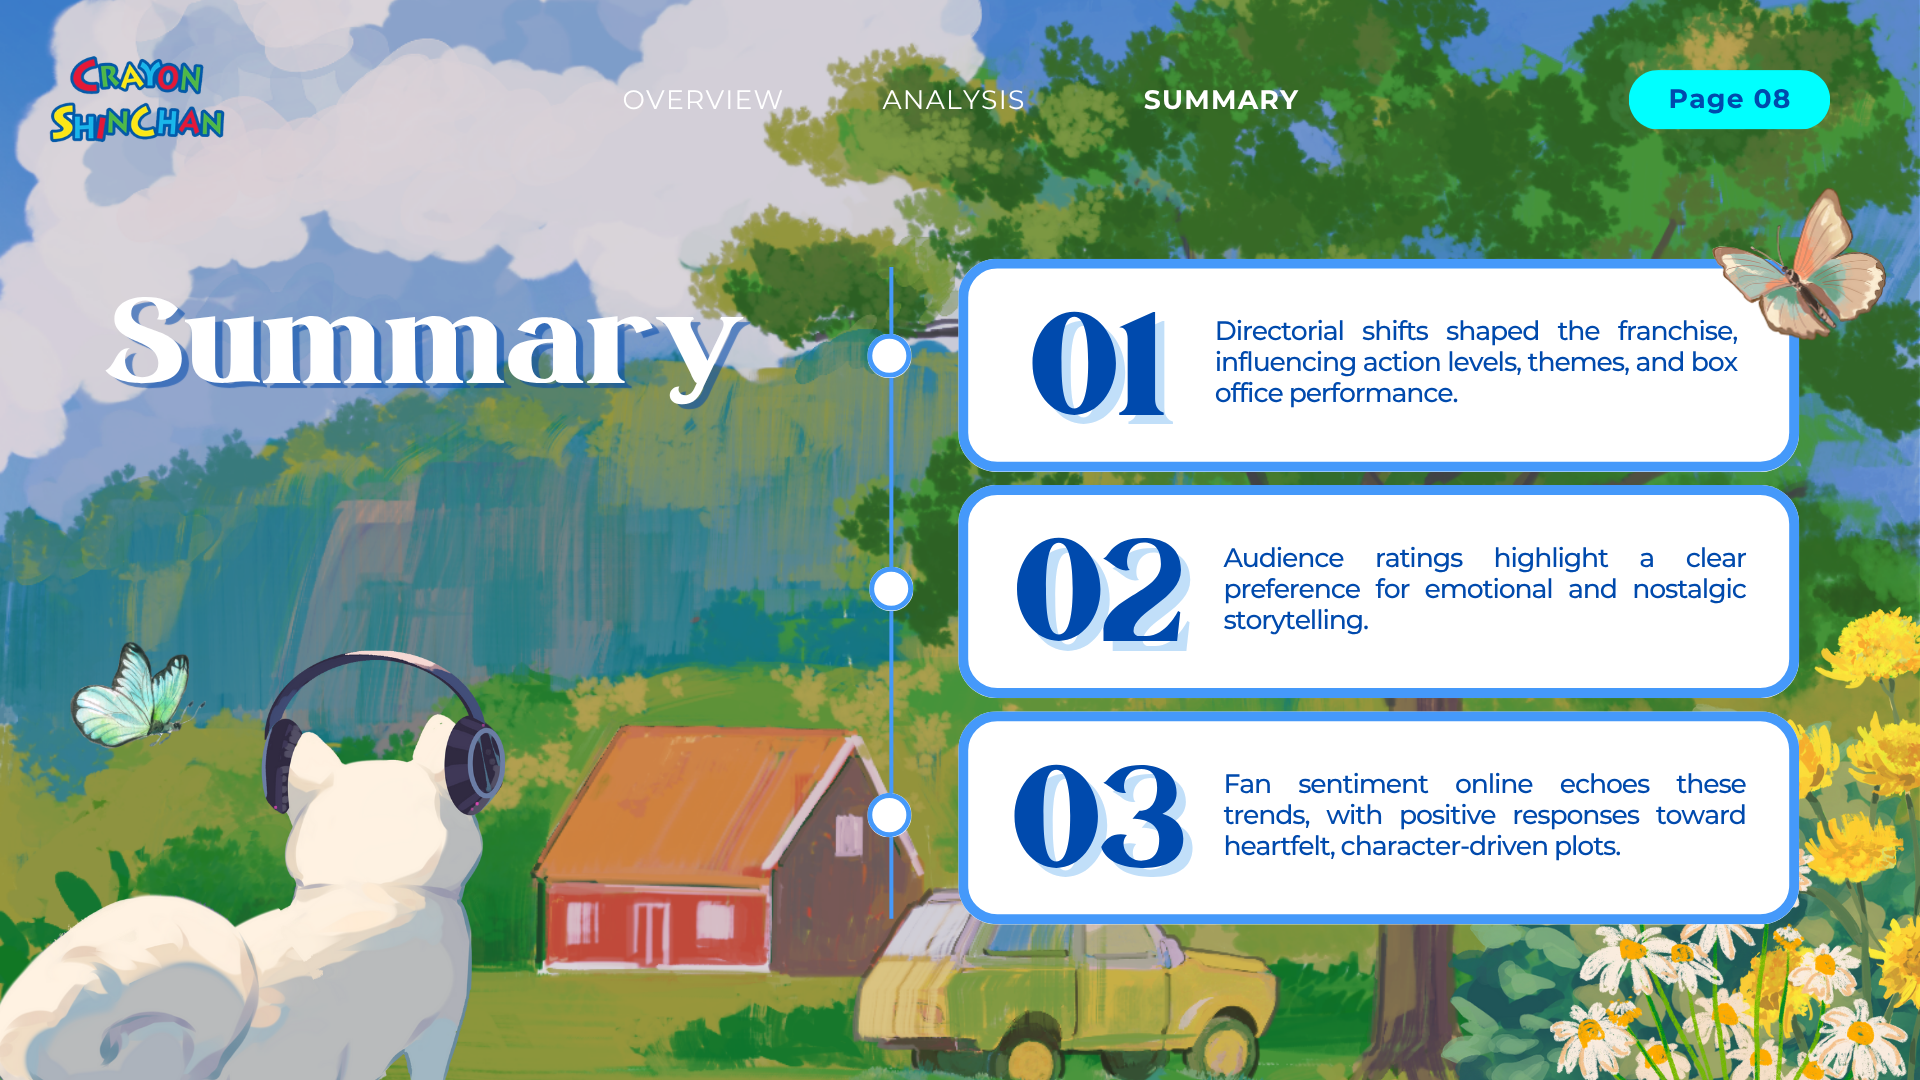 CRAYON
SHINCHAN
OVERVIEW
ANALYSIS
SUMMARY
Page 08
Summary
01
Directorial shifts shaped the franchise,
influencing action levels, themes, and box
office performance.
02
Audience ratings highlight a clear
preference for emotional and nostalgic
storytelling.
03
Fan sentiment online echoes these
trends, with positive responses toward
heartfelt, character-driven plots.